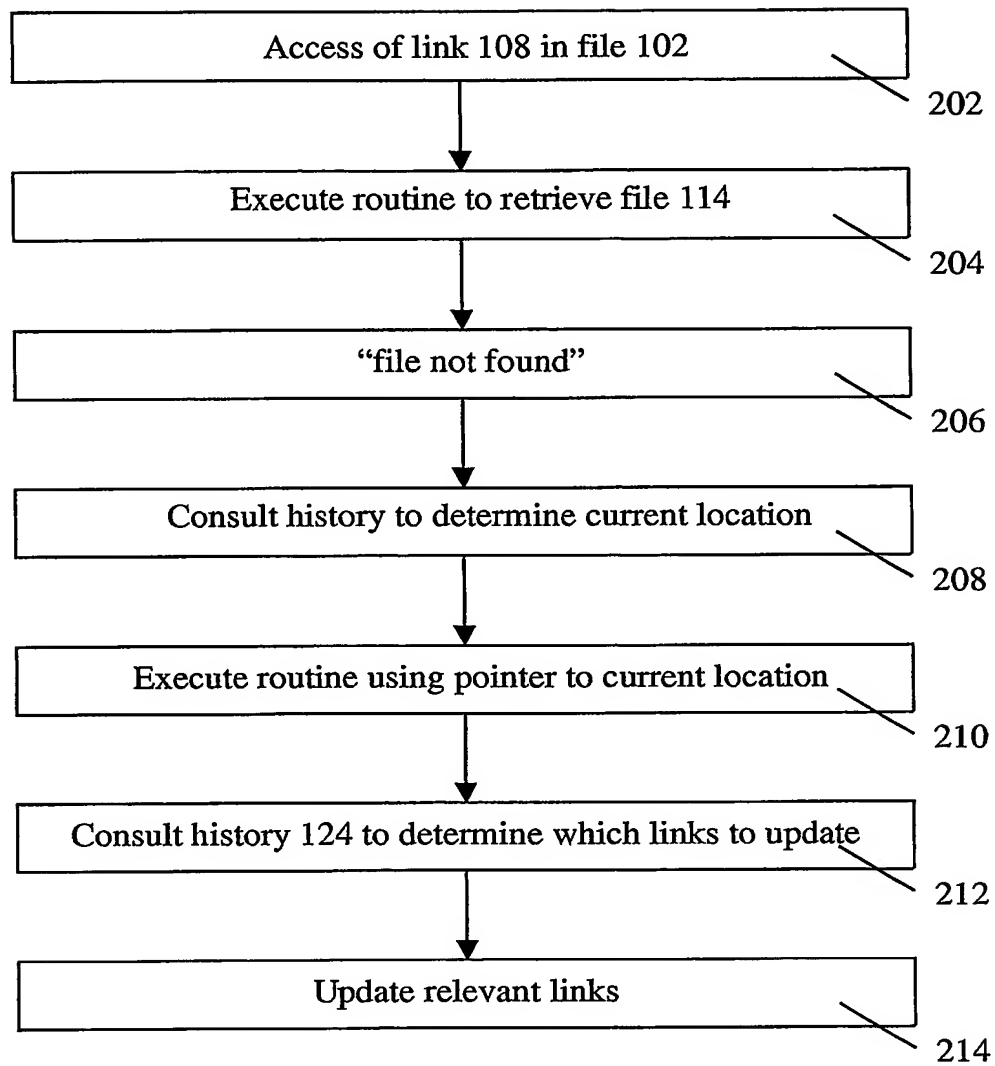 Access of link 108 in file 102
202
Execute routine to retrieve file 114
204
“file not found”
206
Consult history to determine current location
208
Execute routine using pointer to current location
210
Consult history 124 to determine which links to update
212
Update relevant links
214